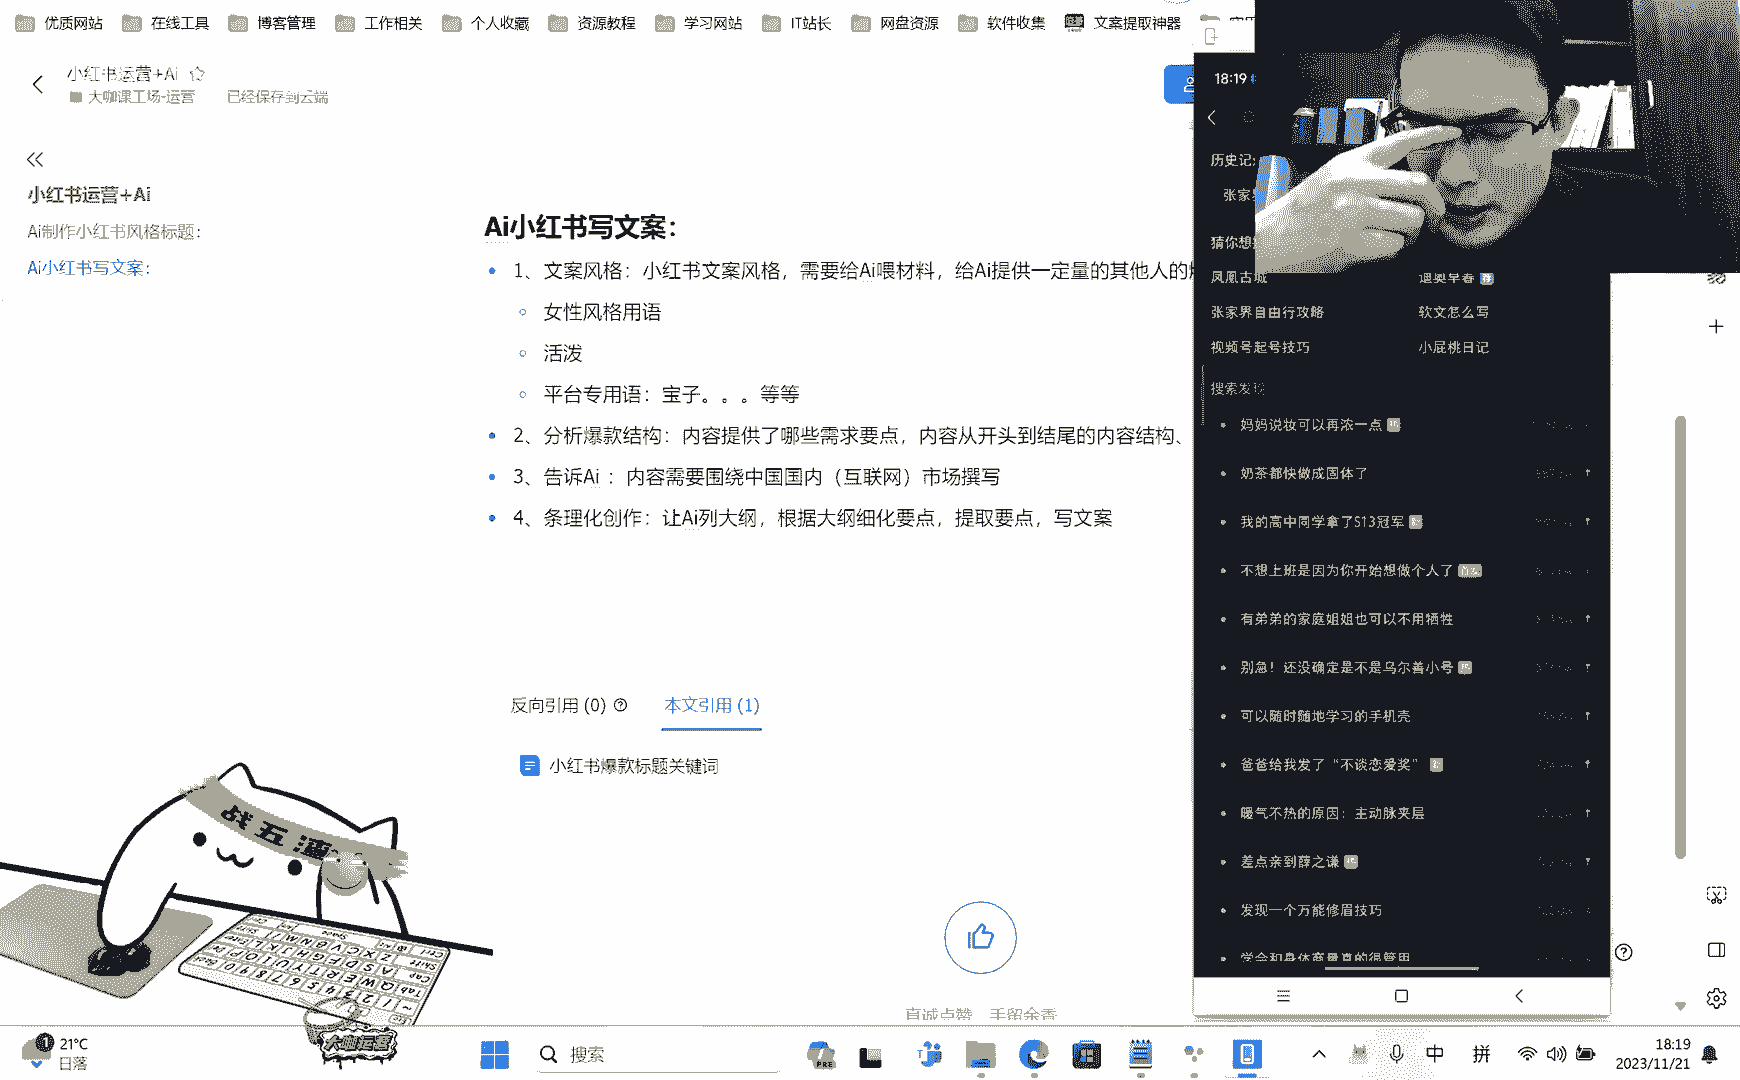 优质网站 在线工具 博客管理 工作相关 个人收藏 资源教程 学习网站 IT站长 网盘资源 软件收集 文案提取神器
小红书运营+Ai
大咖课工场-运营 已经保存到云端
小红书运营+Ai
Ai制作小红书风格标题：
Ai小红书写文案：
Ai小红书写文案：
1、文案风格：小红书文案风格，需要给Ai喂材料，给Ai提供一定量的其他人的
女性风格用语
活泼
平台专用语：宝子。。。等等
2、分析爆款结构：内容提供了哪些需求要点，内容从开头到结尾的内容结构、
3、告诉Ai ：内容需要围绕中国国内（互联网）市场撰写
4、条理化创作：让Ai列大纲，根据大纲细化要点，提取要点，写文案
反向引用 (0) 本文引用 (1)
小红书爆款标题关键词
真诚点赞，手留余香
18:19
历史记
张家
猜你想
凤凰古城 迪奥早春
张家界自由行攻略 软文怎么写
视频号起号技巧 小屁桃日记
搜索发现
妈妈说妆可以再浓一点
奶茶都快做成固体了
我的高中同学拿了S13冠军
不想上班是因为你开始想做个人了
有弟弟的家庭姐姐也可以不用牺牲
别急！还没确定是不是乌尔善小号
可以随时随地学习的手机壳
爸爸给我发了“不谈恋爱奖”
暖气不热的原因：主动脉夹层
差点亲到薛之谦
发现一个万能修眉技巧
战五渣
大咖运营
1
21°C
日落
搜索
PRE
中 拼
18:19
2023/11/21